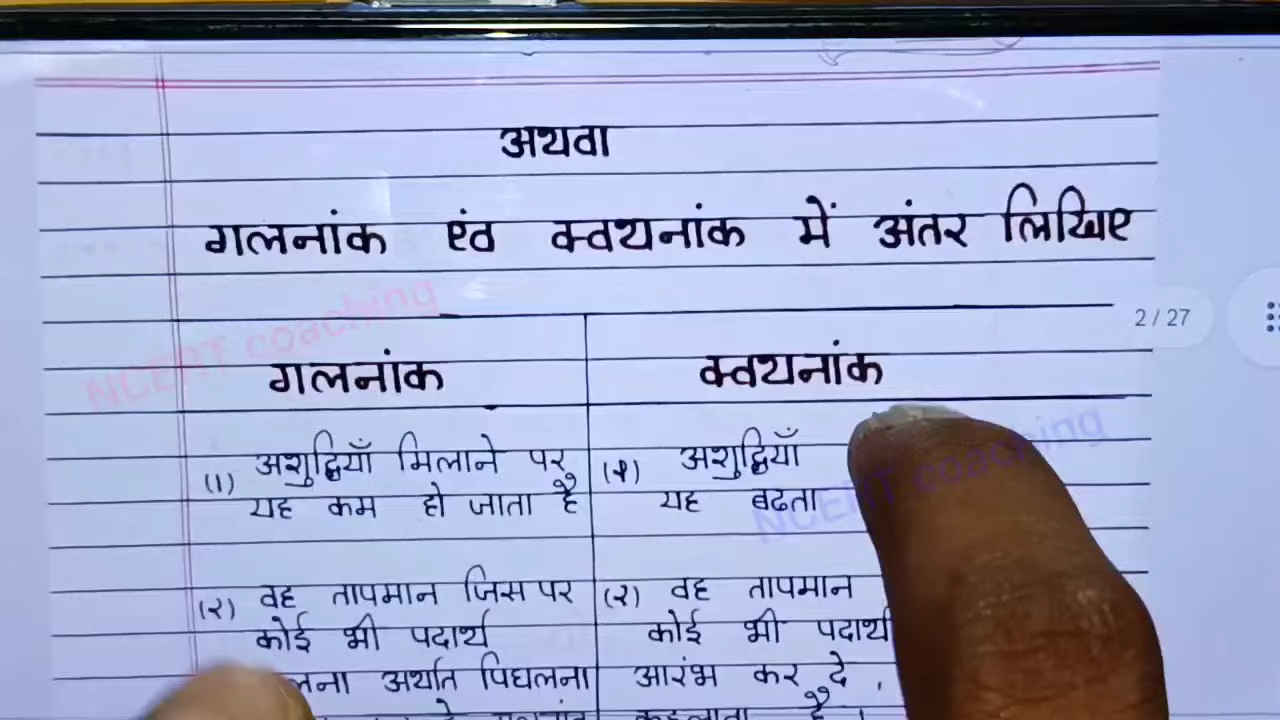 अथवा
गलनांक एंव क्वथनांक में अंतर लिखिए
2/27
गलनांक
क्वथनांक
(1) अशुद्धियाँ मिलाने पर
यह कम हो जाता है
(१) अशुद्धियाँ
यह बढता
(२) वह तापमान जिस पर
कोई भी पदार्थ
अर्थात पिघलना
(२) वह तापमान
कोई भी पदार्थ
आरंभ कर दे ,
कहलाता है ।
NCERT coaching
NCERT coaching